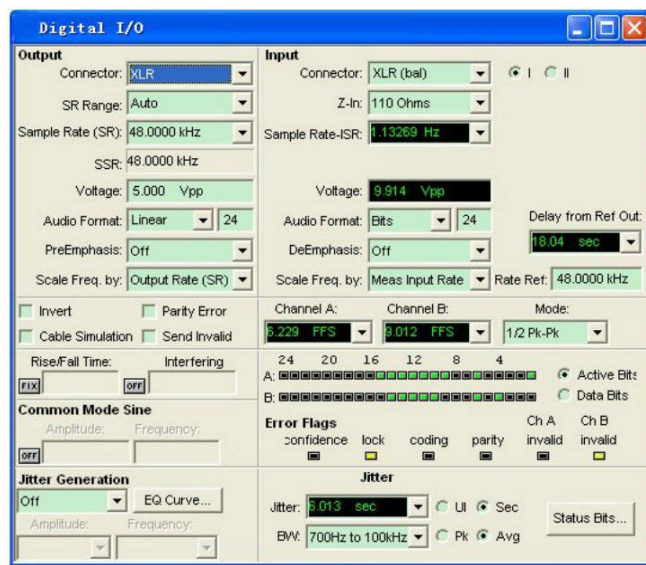 Digital I/O
Output
Connector: XLR
SR Range: Auto
Sample Rate (SR): 48.0000 kHz
SSR: 48.0000 kHz
Voltage: 5.000 Vpp
Audio Format: Linear 24
PreEmphasis: Off
Scale Freq. by: Output Rate (SR)
Input
Connector: XLR (bal) I II
Z-In: 110 Ohms
Sample Rate-ISR: 1.13269 Hz
Voltage: 9.914 Vpp
Audio Format: Bits 24
Delay from Ref Out:
18.04 sec
DeEmphasis: Off
Scale Freq. by: Meas Input Rate Rate Ref: 48.0000 kHz
Invert Parity Error
Cable Simulation Send Invalid
Rise/Fall Time: Interfering
FIX OFF
Common Mode Sine
Amplitude: Frequency:
OFF
Jitter Generation
Off EQ Curve...
Amplitude: Frequency:
Channel A: Channel B: Mode:
6.229 FFS 9.012 FFS 1/2 Pk-Pk
24 20 16 12 8 4
A: Active Bits
B: Data Bits
Error Flags Ch A Ch B
confidence lock coding parity invalid invalid
Jitter
Jitter: 6.013 sec UI Sec
BW: 700Hz to 100kHz Pk Avg
Status Bits...